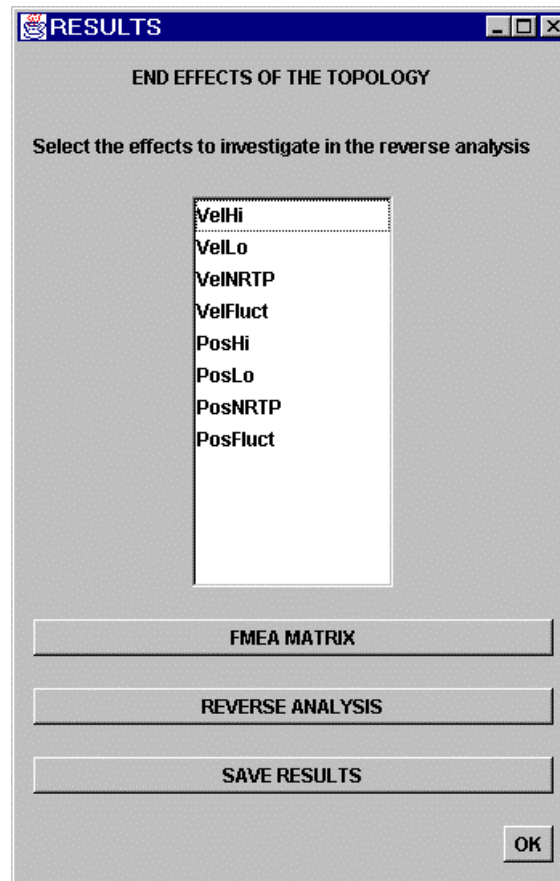 RESULTS
END EFFECTS OF THE TOPOLOGY
Select the effects to investigate in the reverse analysis
VelHi
VelLo
VelNRTP
VelFluct
PosHi
PosLo
PosNRTP
PosFluct
FMEA MATRIX
REVERSE ANALYSIS
SAVE RESULTS
OK